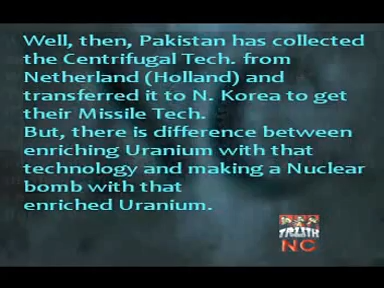 Well, then, Pakistan has collected
the Centrifugal Tech. from
Netherland (Holland) and
transferred it to N. Korea to get
their Missile Tech.
But, there is difference between
enriching Uranium with that
technology and making a Nuclear
bomb with that
enriched Uranium.
TRUTH
NC